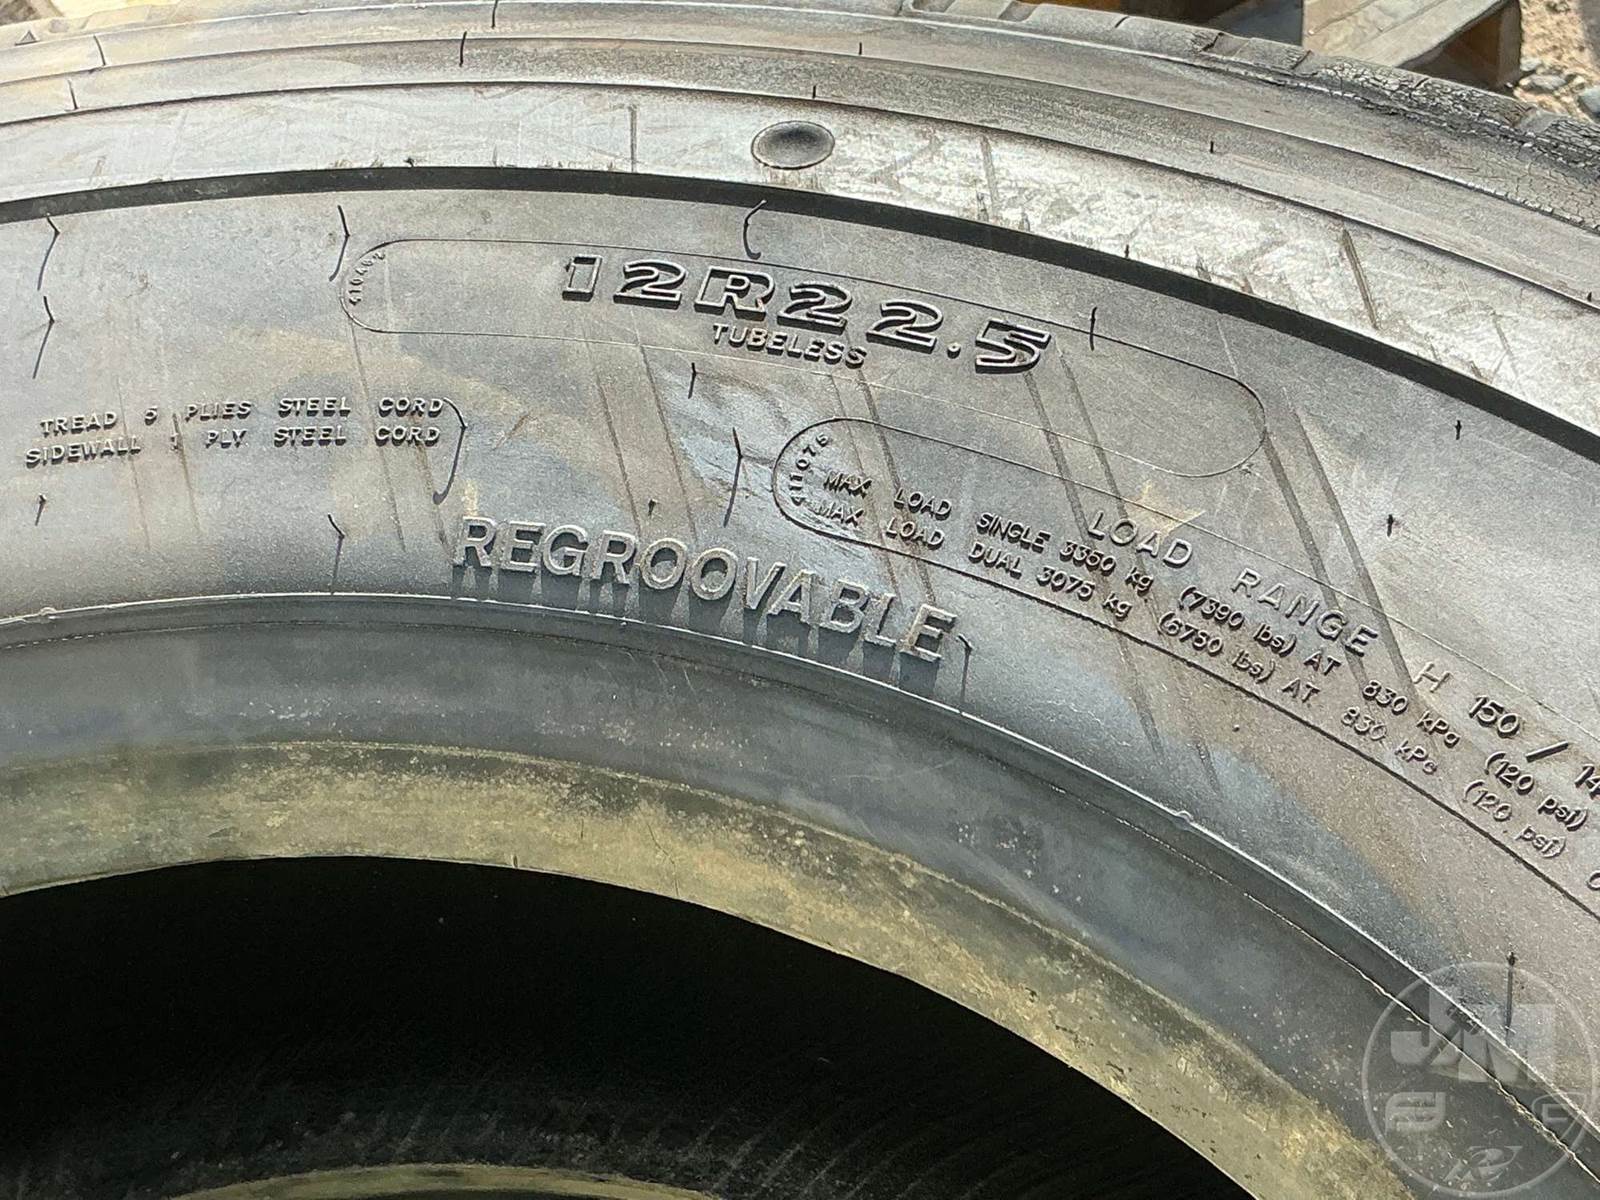 12R22.5
TUBELESS
TREAD 5 PLIES STEEL CORD
SIDEWALL 1 PLY STEEL CORD
REGROOVABLE
LOAD RANGE H 150 / 14
MAX LOAD SINGLE 3350 kg (7390 lbs) AT 830 kPa (120 psi)
MAX LOAD DUAL 3075 kg (6780 lbs) AT 830 kPa (120 psi)
411076
JM